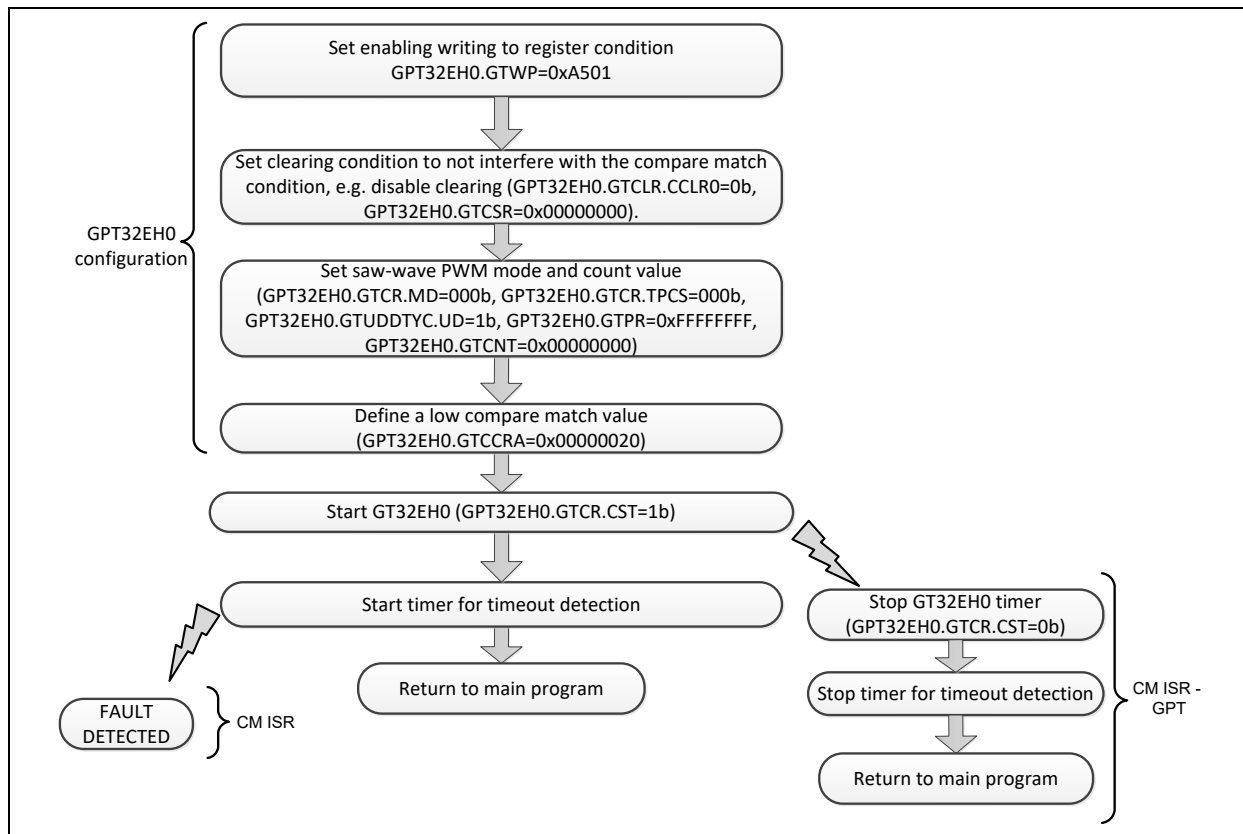 Set enabling writing to register condition
GPT32EH0.GTWP=0xA501
Set clearing condition to not interfere with the compare match
condition, e.g. disable clearing (GPT32EH0.GTCLR.CCLR0=0b,
GPT32EH0.GTCSR=0x00000000).
GPT32EH0
configuration
Set saw-wave PWM mode and count value
(GPT32EH0.GTCR.MD=000b, GPT32EH0.GTCR.TPCS=000b,
GPT32EH0.GTUDDTYC.UD=1b, GPT32EH0.GTPR=0xFFFFFFFF,
GPT32EH0.GTCNT=0x00000000)
Define a low compare match value
(GPT32EH0.GTCCRA=0x00000020)
Start GT32EH0 (GPT32EH0.GTCR.CST=1b)
Start timer for timeout detection
Return to main program
FAULT
DETECTED
CM ISR
Stop GT32EH0 timer
(GPT32EH0.GTCR.CST=0b)
Stop timer for timeout detection
Return to main program
CM ISR -
GPT